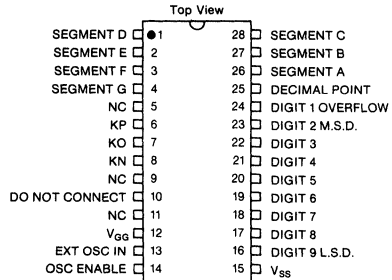 Top View
SEGMENT D 1 28 SEGMENT C
SEGMENT E 2 27 SEGMENT B
SEGMENT F 3 26 SEGMENT A
SEGMENT G 4 25 DECIMAL POINT
NC 5 24 DIGIT 1 OVERFLOW
KP 6 23 DIGIT 2 M.S.D.
KO 7 22 DIGIT 3
KN 8 21 DIGIT 4
NC 9 20 DIGIT 5
DO NOT CONNECT 10 19 DIGIT 6
NC 11 18 DIGIT 7
VGG 12 17 DIGIT 8
EXT OSC IN 13 16 DIGIT 9 L.S.D.
OSC ENABLE 14 15 VSS